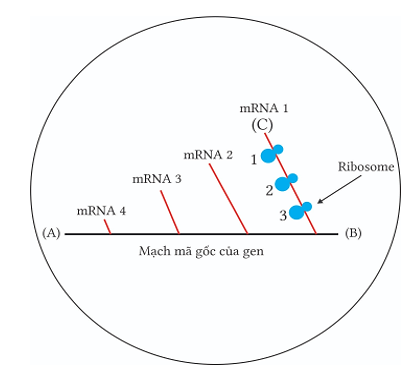 mRNA 1
(C)
mRNA 2
1
Ribosome
mRNA 3
2
mRNA 4
3
(A)
(B)
Mạch mã gốc của gen